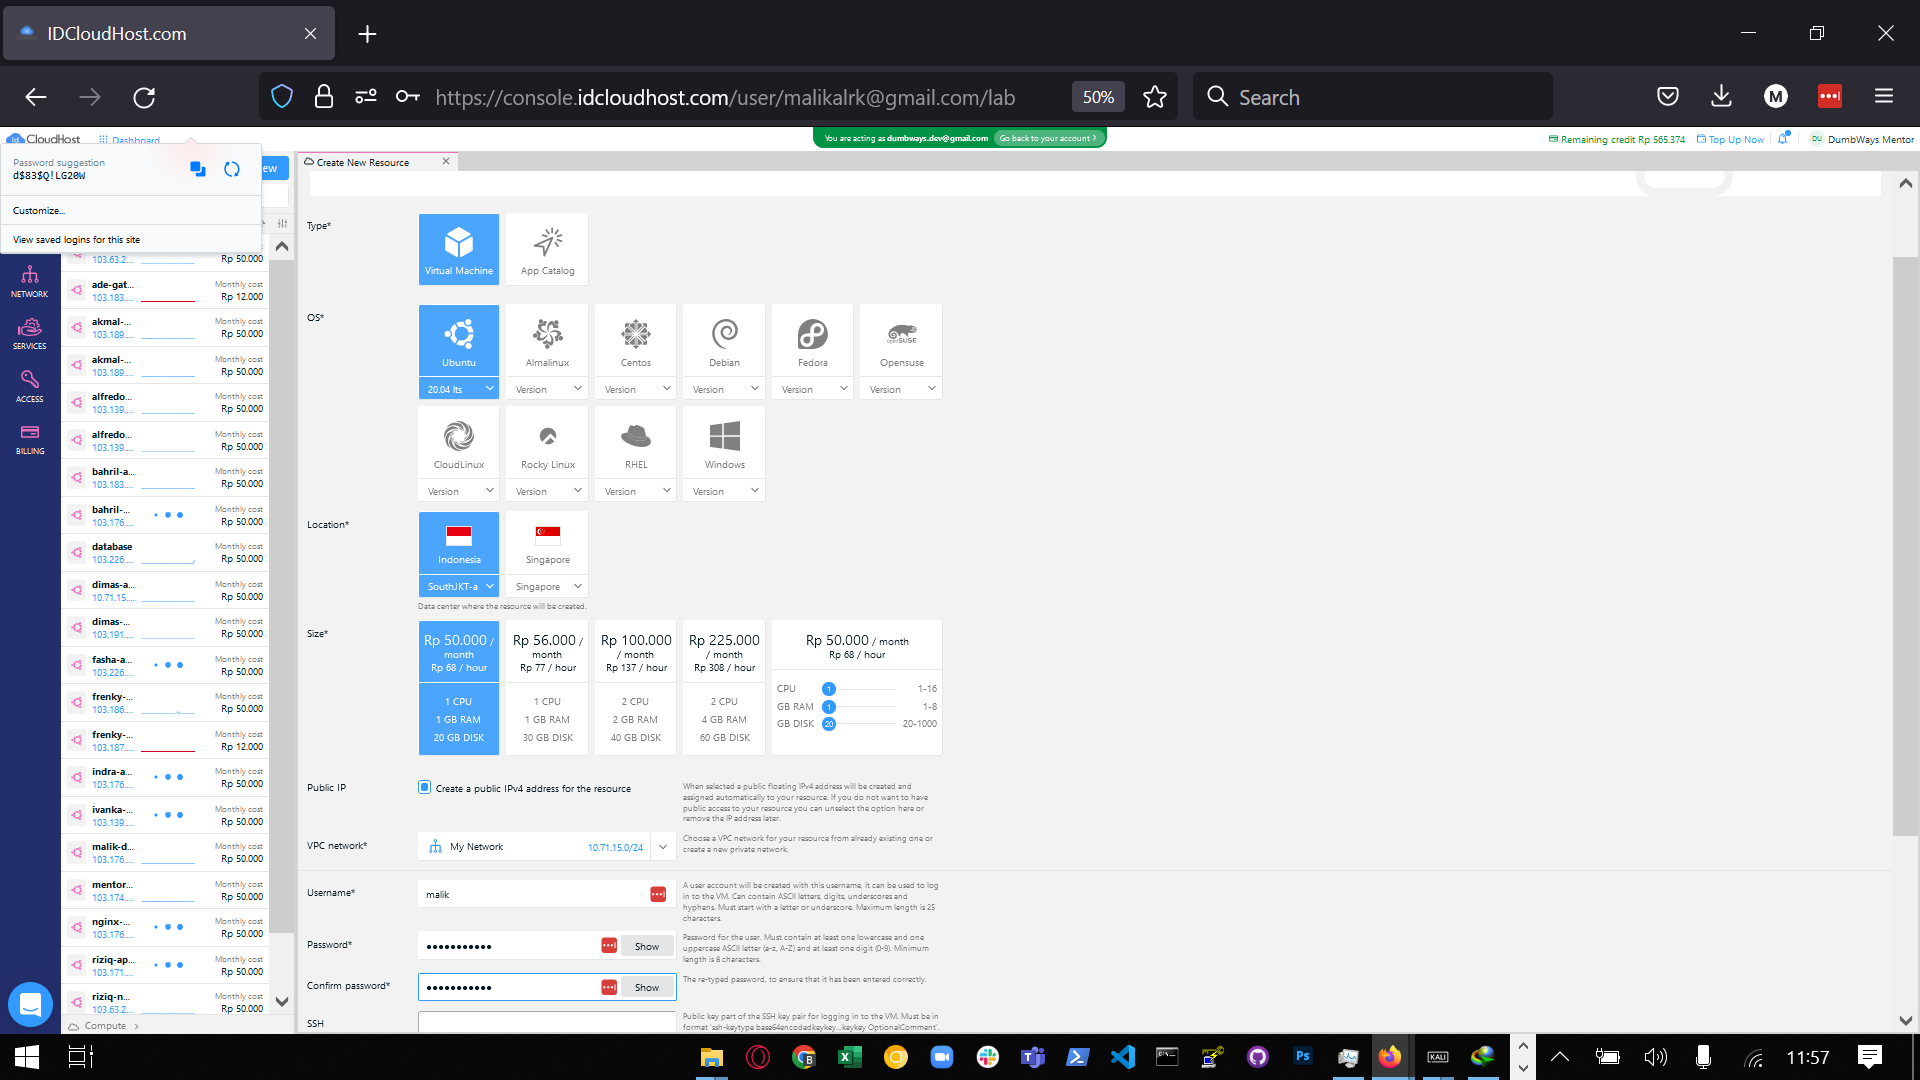 IDCloudHost.com
https://console.idcloudhost.com/user/malikalrk@gmail.com/lab
50%
Search
M
CloudHost
Dashboard
You are acting as dumbways.dev@gmail.com
Go back to your account >
Remaining credit Rp 565.374
Top Up Now
DU
DumbWays Mentor
Password suggestion
d$83$Q!LG20W
Customize...
View saved logins for this site
ew
Create New Resource
NETWORK
SERVICES
ACCESS
BILLING
103.63.2...
Rp 50.000
ade-gat...
Monthly cost
103.183....
Rp 12.000
akmal-...
Monthly cost
103.189....
Rp 50.000
akmal-...
Monthly cost
103.189....
Rp 50.000
alfredo...
Monthly cost
103.139....
Rp 50.000
alfredo...
Monthly cost
103.139....
Rp 50.000
bahril-a...
Monthly cost
103.183....
Rp 50.000
bahril-...
Monthly cost
103.176....
Rp 50.000
database
Monthly cost
103.226....
Rp 50.000
dimas-a...
Monthly cost
10.71.15....
Rp 50.000
dimas-...
Monthly cost
103.191....
Rp 50.000
fasha-a...
Monthly cost
103.226....
Rp 50.000
frenky-...
Monthly cost
103.186....
Rp 50.000
frenky-...
Monthly cost
103.187....
Rp 12.000
indra-a...
Monthly cost
103.176....
Rp 50.000
ivanka-...
Monthly cost
103.139....
Rp 50.000
malik-d...
Monthly cost
103.176....
Rp 50.000
mentor...
Monthly cost
103.174....
Rp 50.000
nginx-...
Monthly cost
103.176....
Rp 50.000
riziq-ap...
Monthly cost
103.171....
Rp 50.000
riziq-n...
Monthly cost
103.63.2...
Rp 50.000
Compute >
Type*
Virtual Machine
App Catalog
OS*
Ubuntu
Almalinux
Centos
Debian
Fedora
openSUSE
Opensuse
20.04 lts
Version
Version
Version
Version
Version
CloudLinux
Rocky Linux
RHEL
Windows
Version
Version
Version
Version
Location*
Indonesia
Singapore
SouthJKT-a
Singapore
Data center where the resource will be created.
Size*
Rp 50.000 /
month
Rp 68 / hour
1 CPU
1 GB RAM
20 GB DISK
Rp 56.000 /
month
Rp 77 / hour
1 CPU
1 GB RAM
30 GB DISK
Rp 100.000
/ month
Rp 137 / hour
2 CPU
2 GB RAM
40 GB DISK
Rp 225.000
/ month
Rp 308 / hour
2 CPU
4 GB RAM
60 GB DISK
Rp 50.000 / month
Rp 68 / hour
CPU
1
1-16
GB RAM
1
1-8
GB DISK
20
20-1000
Public IP
Create a public IPv4 address for the resource
When selected a public floating IPv4 address will be created and
assigned automatically to your resource. If you do not want to have
public access to your resource you can unselect the option here or
remove the IP address later.
VPC network*
My Network
10.71.15.0/24
Choose a VPC network for your resource from already existing one or
create a new private network.
Username*
malik
A user account will be created with this username, it can be used to log
in to the VM. Can contain ASCII letters, digits, underscores and
hyphens. Must start with a letter or underscore. Maximum length is 25
characters.
Password*
Show
Password for the user. Must contain at least one lowercase and one
uppercase ASCII letter (a-z, A-Z) and at least one digit (0-9). Minimum
length is 8 characters.
Confirm password*
Show
The re-typed password, to ensure that it has been entered correctly.
SSH
Public key part of the SSH key pair for logging in to the VM. Must be in
format 'ssh-keytype base64encodedkeykey...keykey OptionalComment'.
Ps
KALI
11:57